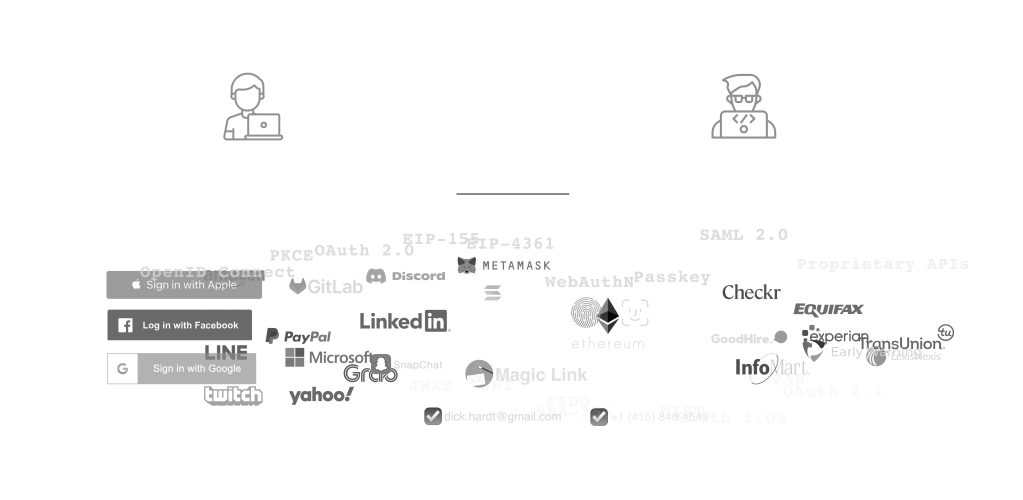 SAML 2.0
EIP-155
EIP-4361
PKCE
OAuth 2.0
Proprietary APIs
METAMASK
OpenID Connect
Discord
Passkey
WebAuthN
Sign in with Apple
GitLab
Checkr
EQUIFAX
LinkedIn
Log in with Facebook
</>
tu
PayPal
experian
GoodHire.
TransUnion
ethereum
LINE
Early Warning
Microsoft
LexisNexis
SnapChat
G
Sign in with Google
Grab
InfoMart
Magic Link
JWKS
OAuth 2.1
twitch
yahoo!
FIDO
dick.hardt@gmail.com
+1 (415)
OAuth 1.0a